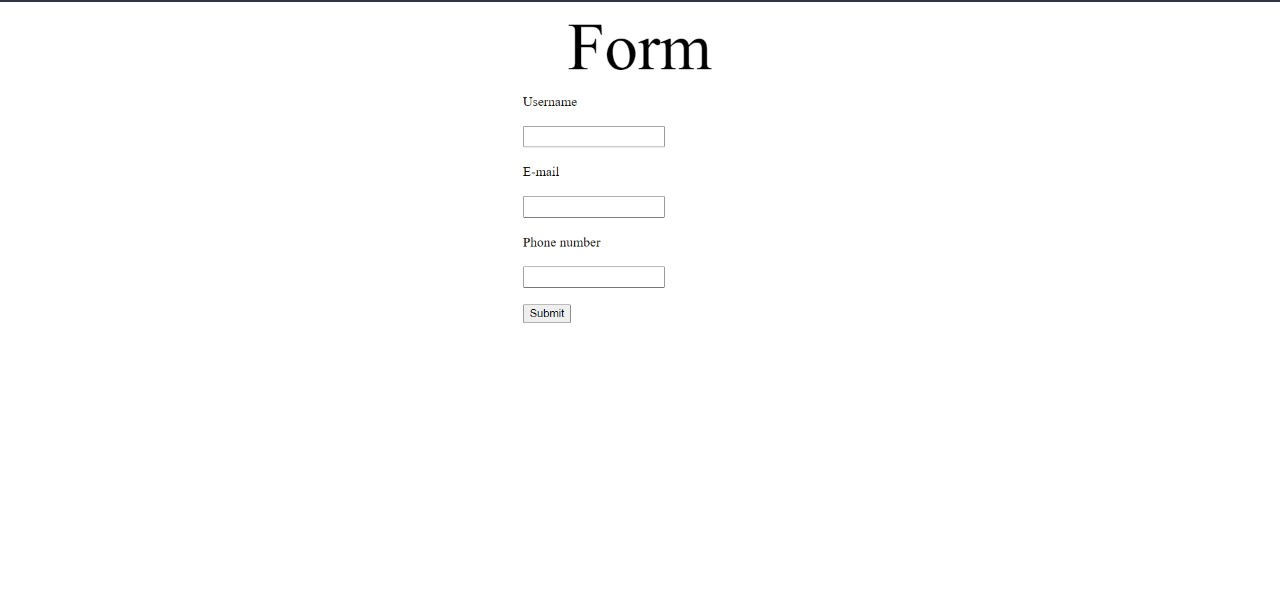 Form
Username
E-mail
Phone number
Submit